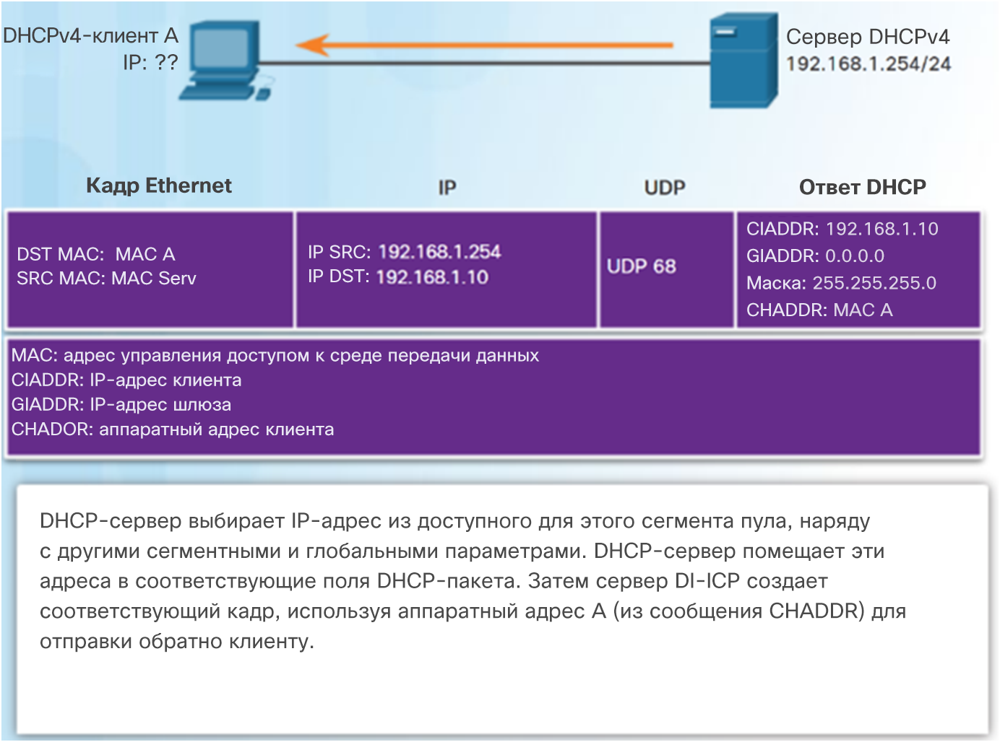 DHCPv4-клиент A
IP: ??
Сервер DHCPv4
192.168.1.254/24
Кадр Ethernet
IP
UDP
Ответ DHCP
DST MAC: MAC A
SRC MAC: MAC Serv
IP SRC: 192.168.1.254
IP DST: 192.168.1.10
UDP 68
CIADDR: 192.168.1.10
GIADDR: 0.0.0.0
Маска: 255.255.255.0
CHADDR: MAC A
MAC: адрес управления доступом к среде передачи данных
CIADDR: IP-адрес клиента
GIADDR: IP-адрес шлюза
CHADOR: аппаратный адрес клиента
DHCP-сервер выбирает IP-адрес из доступного для этого сегмента пула, наряду
с другими сегментными и глобальными параметрами. DHCP-сервер помещает эти
адреса в соответствующие поля DHCP-пакета. Затем сервер DI-ICP создает
соответствующий кадр, используя аппаратный адрес A (из сообщения CHADDR) для
отправки обратно клиенту.